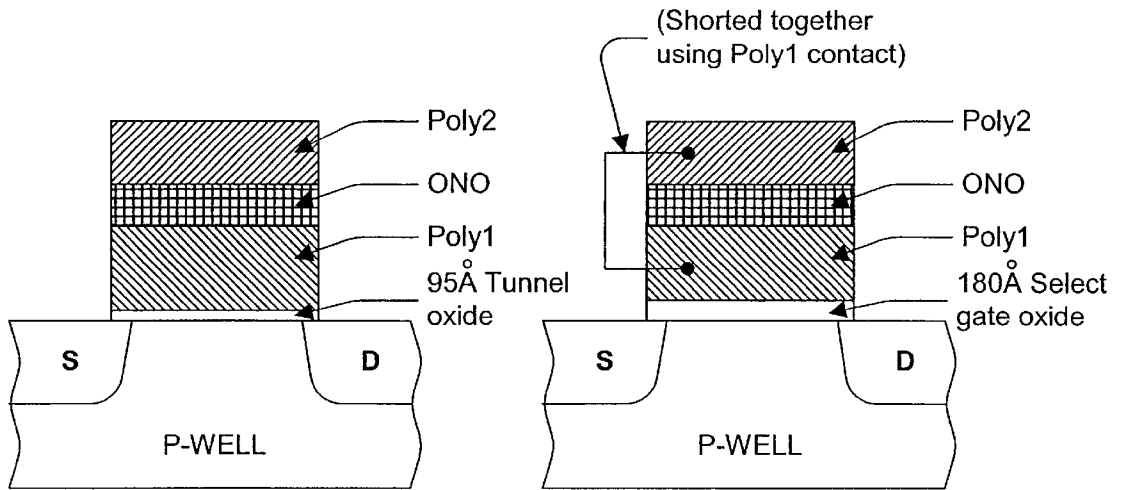 (Shorted together
using Poly1 contact)
Poly2
ONO
Poly1
95Å Tunnel
oxide
S
D
P-WELL
Poly2
ONO
Poly1
180Å Select
gate oxide
S
D
P-WELL